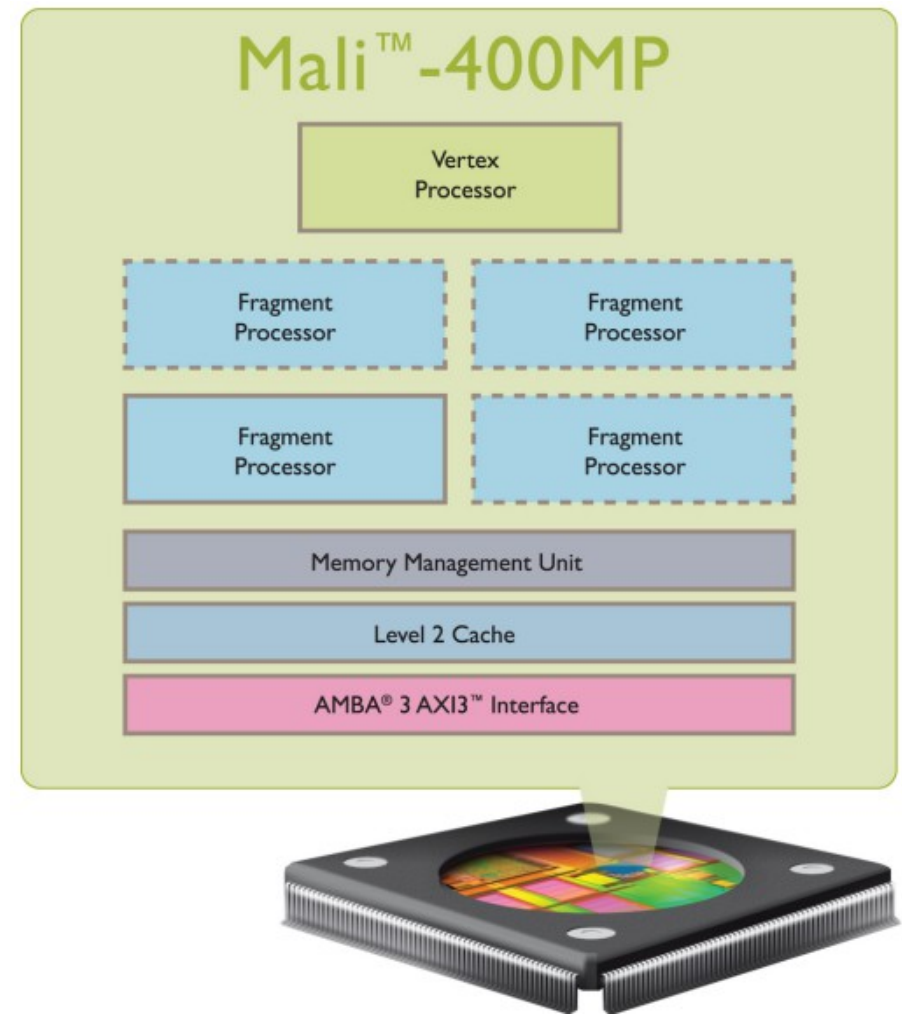 Mali™-400MP
Vertex
Processor
Fragment
Processor
Fragment
Processor
Fragment
Processor
Fragment
Processor
Memory Management Unit
Level 2 Cache
AMBA® 3 AXI3™ Interface